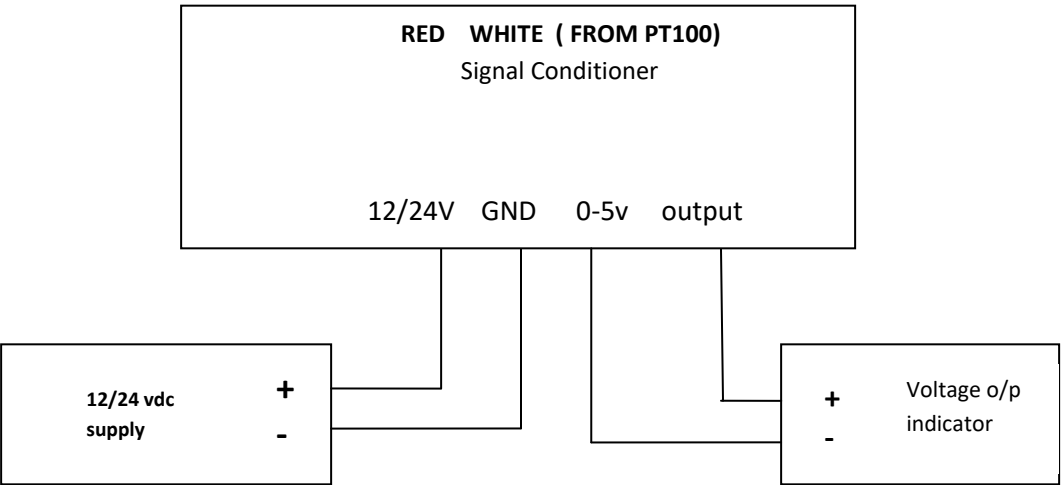 RED WHITE ( FROM PT100)
Signal Conditioner
12/24V GND 0-5v output
12/24 vdc
supply
+
-
+
-
Voltage o/p
indicator